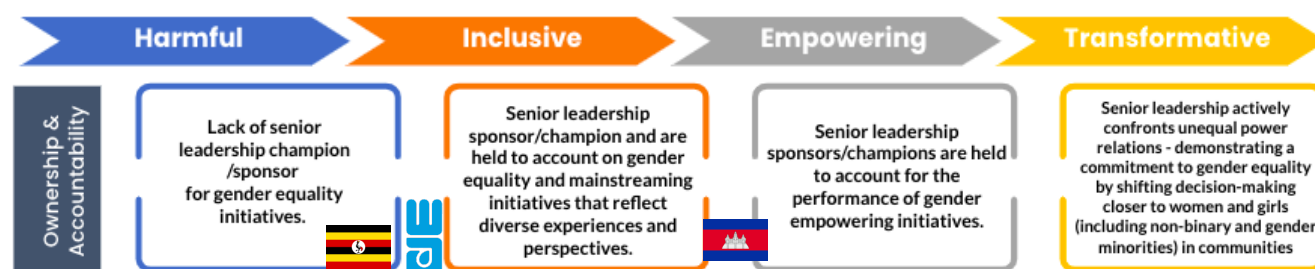 Harmful
Inclusive
Empowering
Transformative
Ownership &
Accountability
Lack of senior
leadership champion
/sponsor
for gender equality
initiatives.
Senior leadership
sponsor/champion and are
held to account on gender
equality and mainstreaming
initiatives that reflect
diverse experiences and
perspectives.
Senior leadership
sponsors/champions are held
to account for the
performance of gender
empowering initiatives.
Senior leadership actively
confronts unequal power
relations - demonstrating a
commitment to gender equality
by shifting decision-making
closer to women and girls
(including non-binary and gender
minorities) in communities